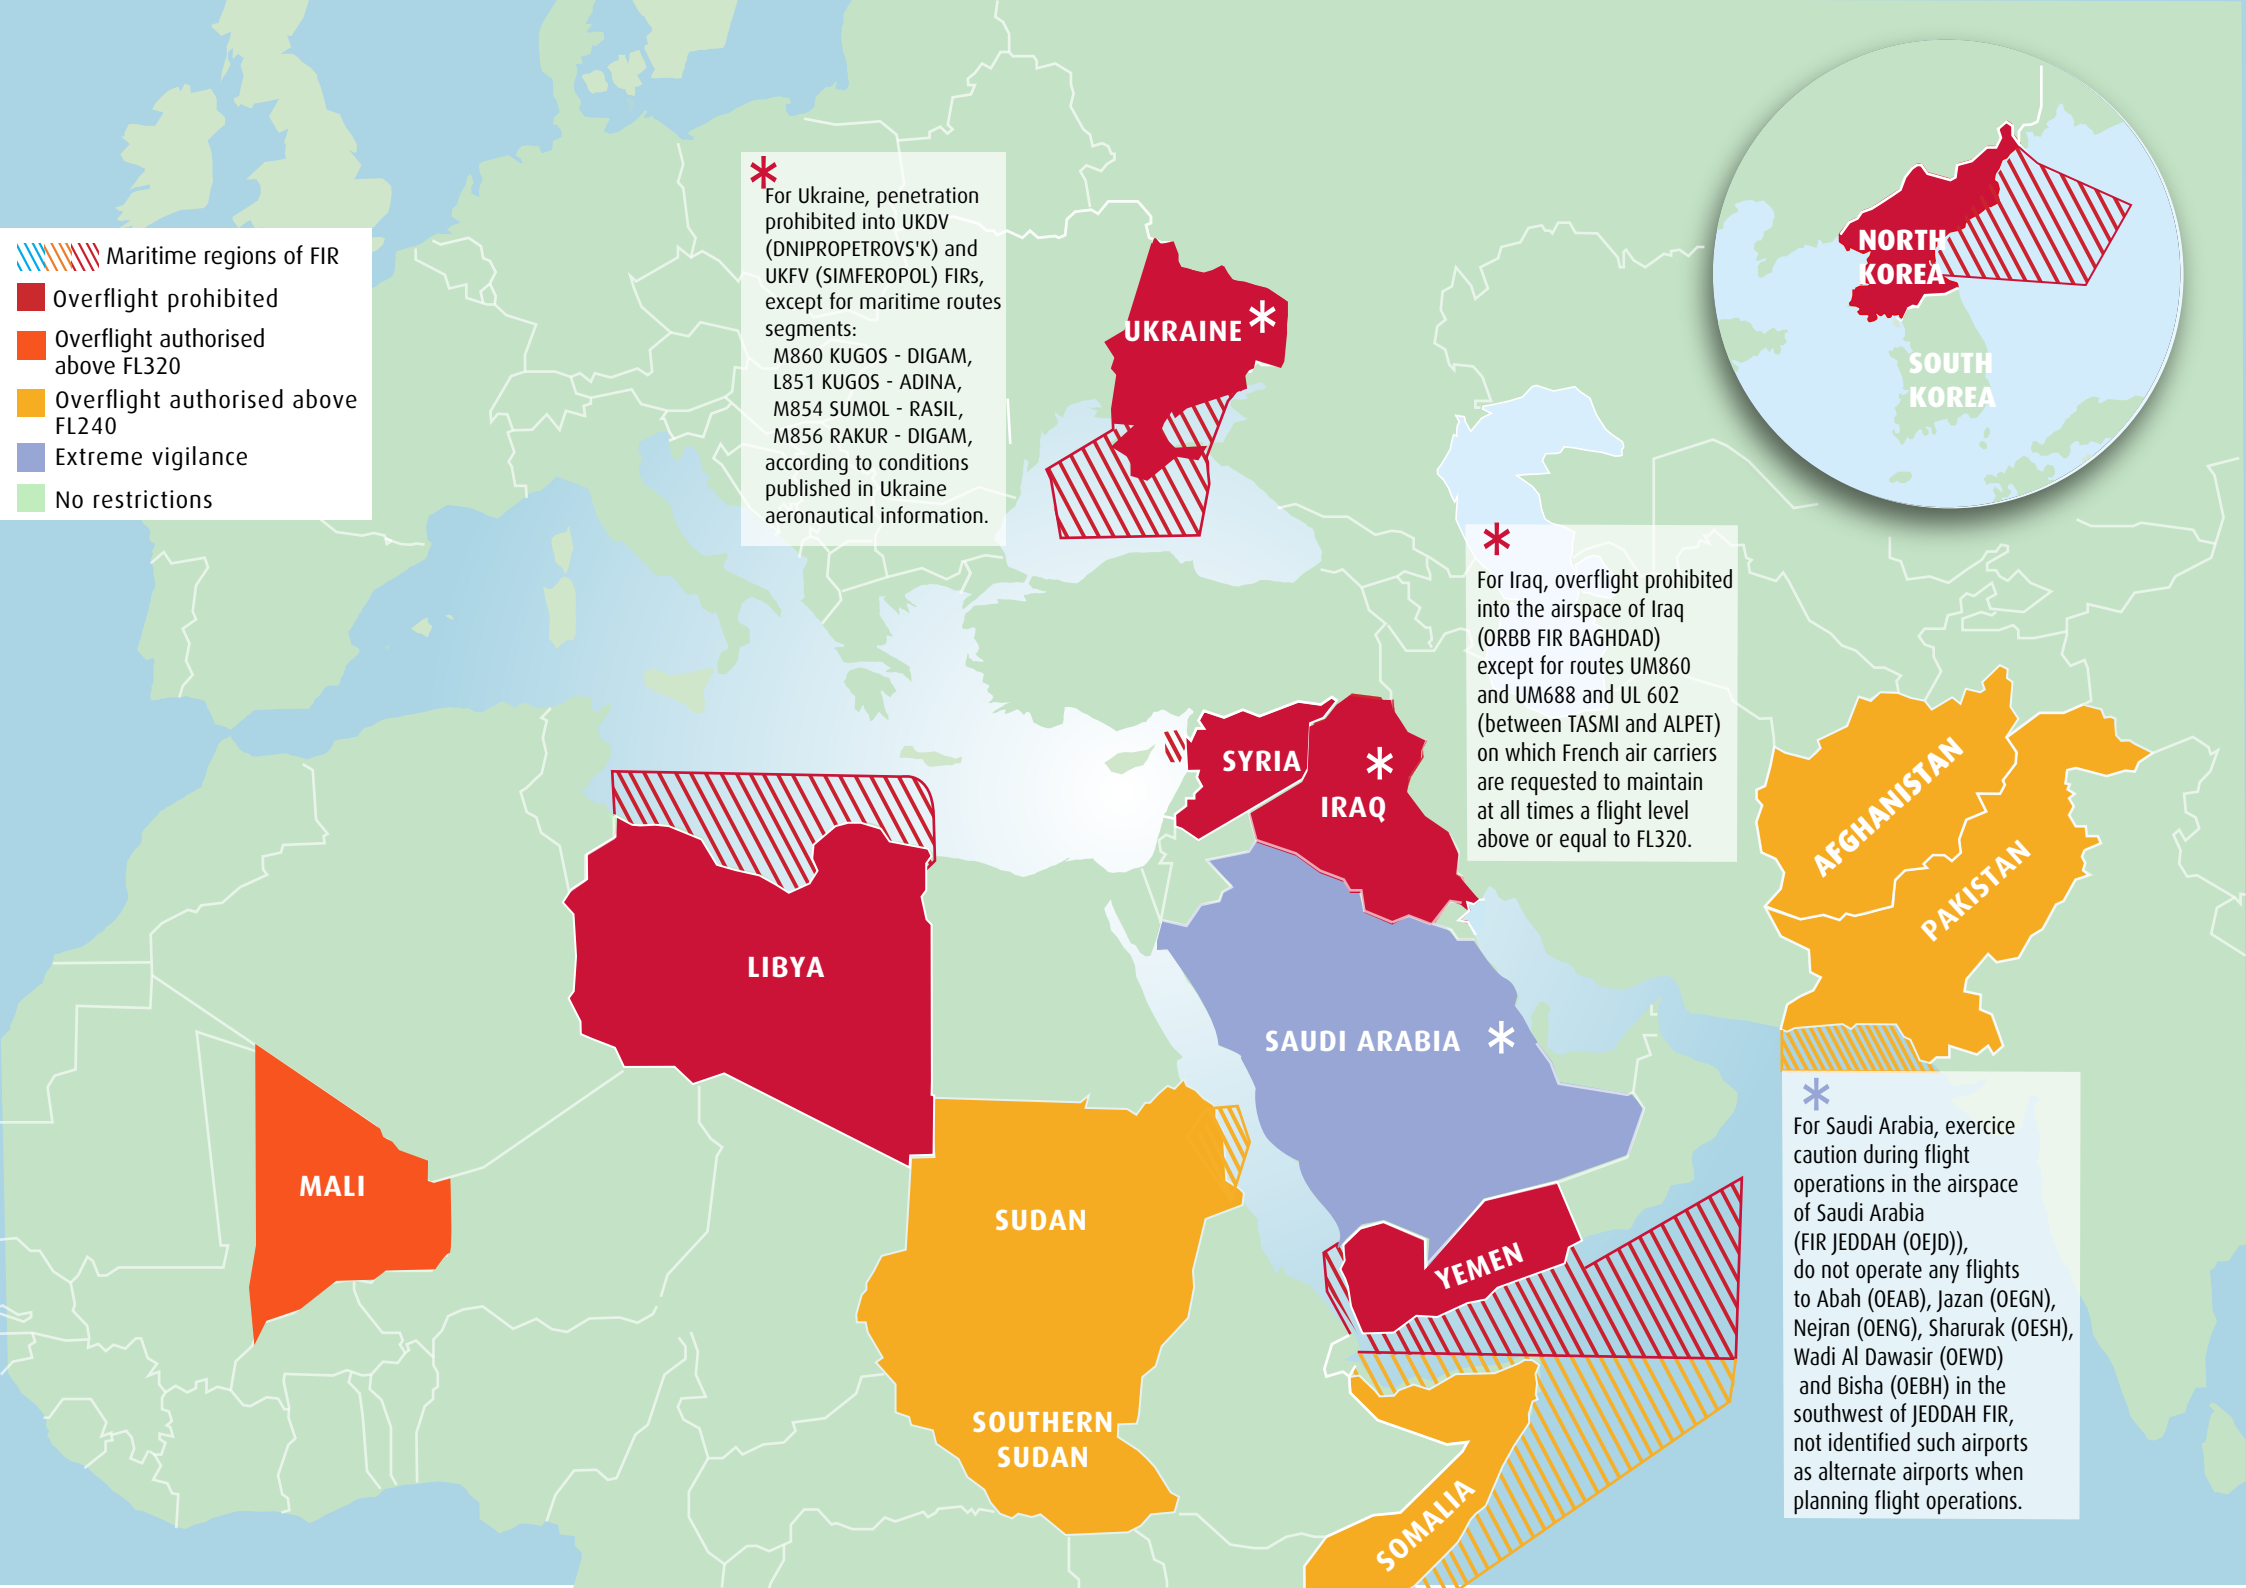 Maritime regions of FIR
Overflight prohibited
Overflight authorised
above FL320
Overflight authorised above
FL240
Extreme vigilance
No restrictions
*
For Ukraine, penetration
prohibited into UKDV
(DNIPROPETROVS'K) and
UKFV (SIMFEROPOL) FIRs,
except for maritime routes
segments:
M860 KUGOS - DIGAM,
L851 KUGOS - ADINA,
M854 SUMOL - RASIL,
M856 RAKUR - DIGAM,
according to conditions
published in Ukraine
aeronautical information.
UKRAINE *
NORTH
KOREA
SOUTH
KOREA
*
For Iraq, overflight prohibited
into the airspace of Iraq
(ORBB FIR BAGHDAD)
except for routes UM860
and UM688 and UL 602
(between TASMI and ALPET)
on which French air carriers
are requested to maintain
at all times a flight level
above or equal to FL320.
SYRIA
*
IRAQ
AFGHANISTAN
PAKISTAN
LIBYA
SAUDI ARABIA *
MALI
SUDAN
YEMEN
SOUTHERN
SUDAN
SOMALIA
*
For Saudi Arabia, exercice
caution during flight
operations in the airspace
of Saudi Arabia
(FIR JEDDAH (OEJD)),
do not operate any flights
to Abah (OEAB), Jazan (OEGN),
Nejran (OENG), Sharurak (OESH),
Wadi Al Dawasir (OEWD)
and Bisha (OEBH) in the
southwest of JEDDAH FIR,
not identified such airports
as alternate airports when
planning flight operations.